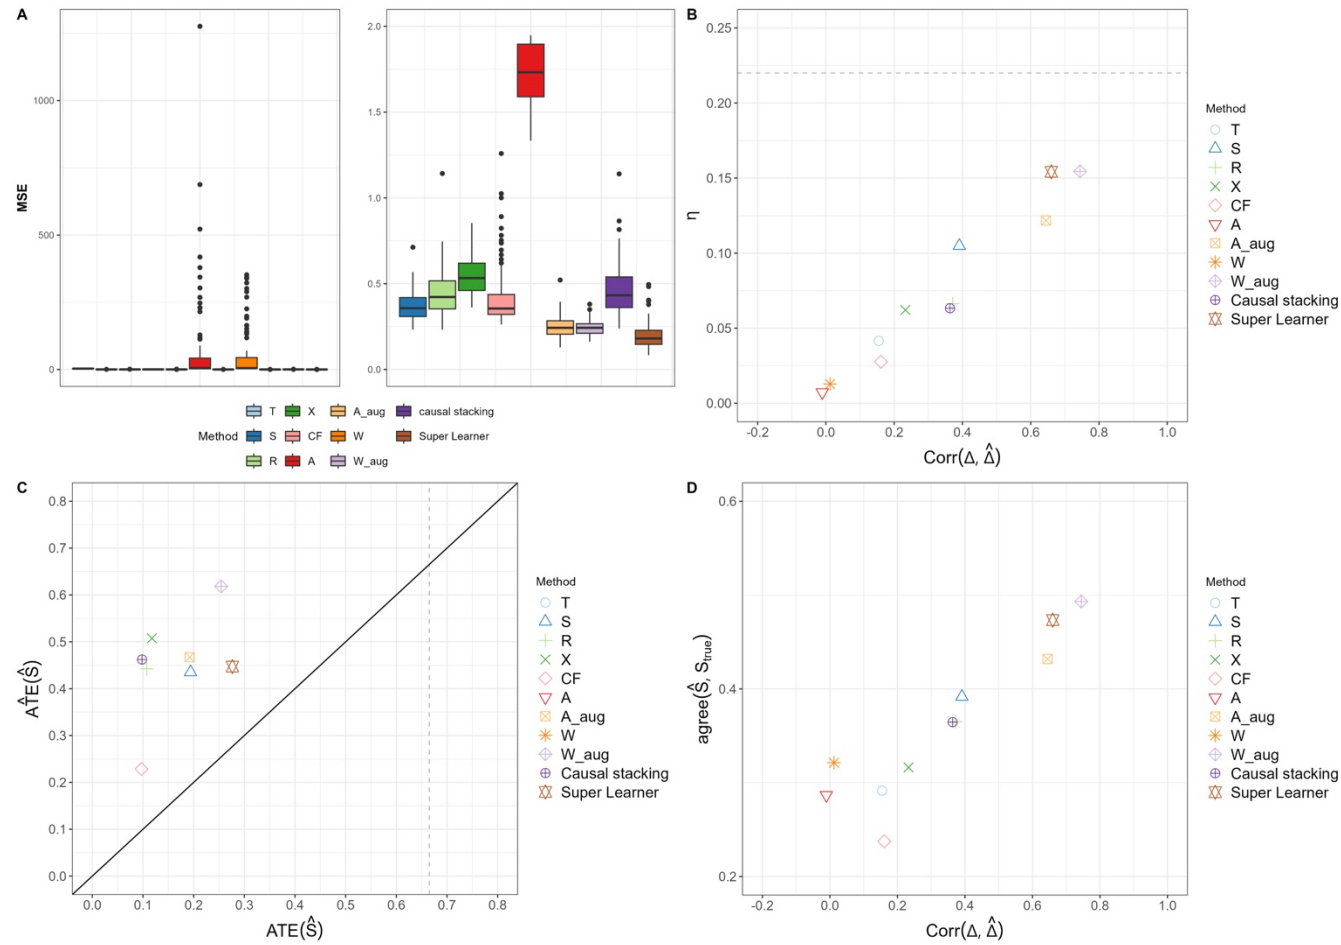 A
MSE
1000
500
0
2.0
1.5
1.0
0.5
0.0
Method
T
S
R
X
CF
A
A_aug
W
W_aug
causal stacking
Super Learner
B
η
0.25
0.20
0.15
0.10
0.05
0.00
-0.2 0.0 0.2 0.4 0.6 0.8 1.0
Corr(Δ, Δ̂)
Method
T
S
R
X
CF
A
A_aug
W
W_aug
Causal stacking
Super Learner
C
AT̂E(Ŝ)
0.8
0.7
0.6
0.5
0.4
0.3
0.2
0.1
0.0
0.0 0.1 0.2 0.3 0.4 0.5 0.6 0.7 0.8
ATE(Ŝ)
Method
T
S
R
X
CF
A
A_aug
W
W_aug
Causal stacking
Super Learner
D
agree(Ŝ, Strue)
0.6
0.4
0.2
-0.2 0.0 0.2 0.4 0.6 0.8 1.0
Corr(Δ, Δ̂)
Method
T
S
R
X
CF
A
A_aug
W
W_aug
Causal stacking
Super Learner